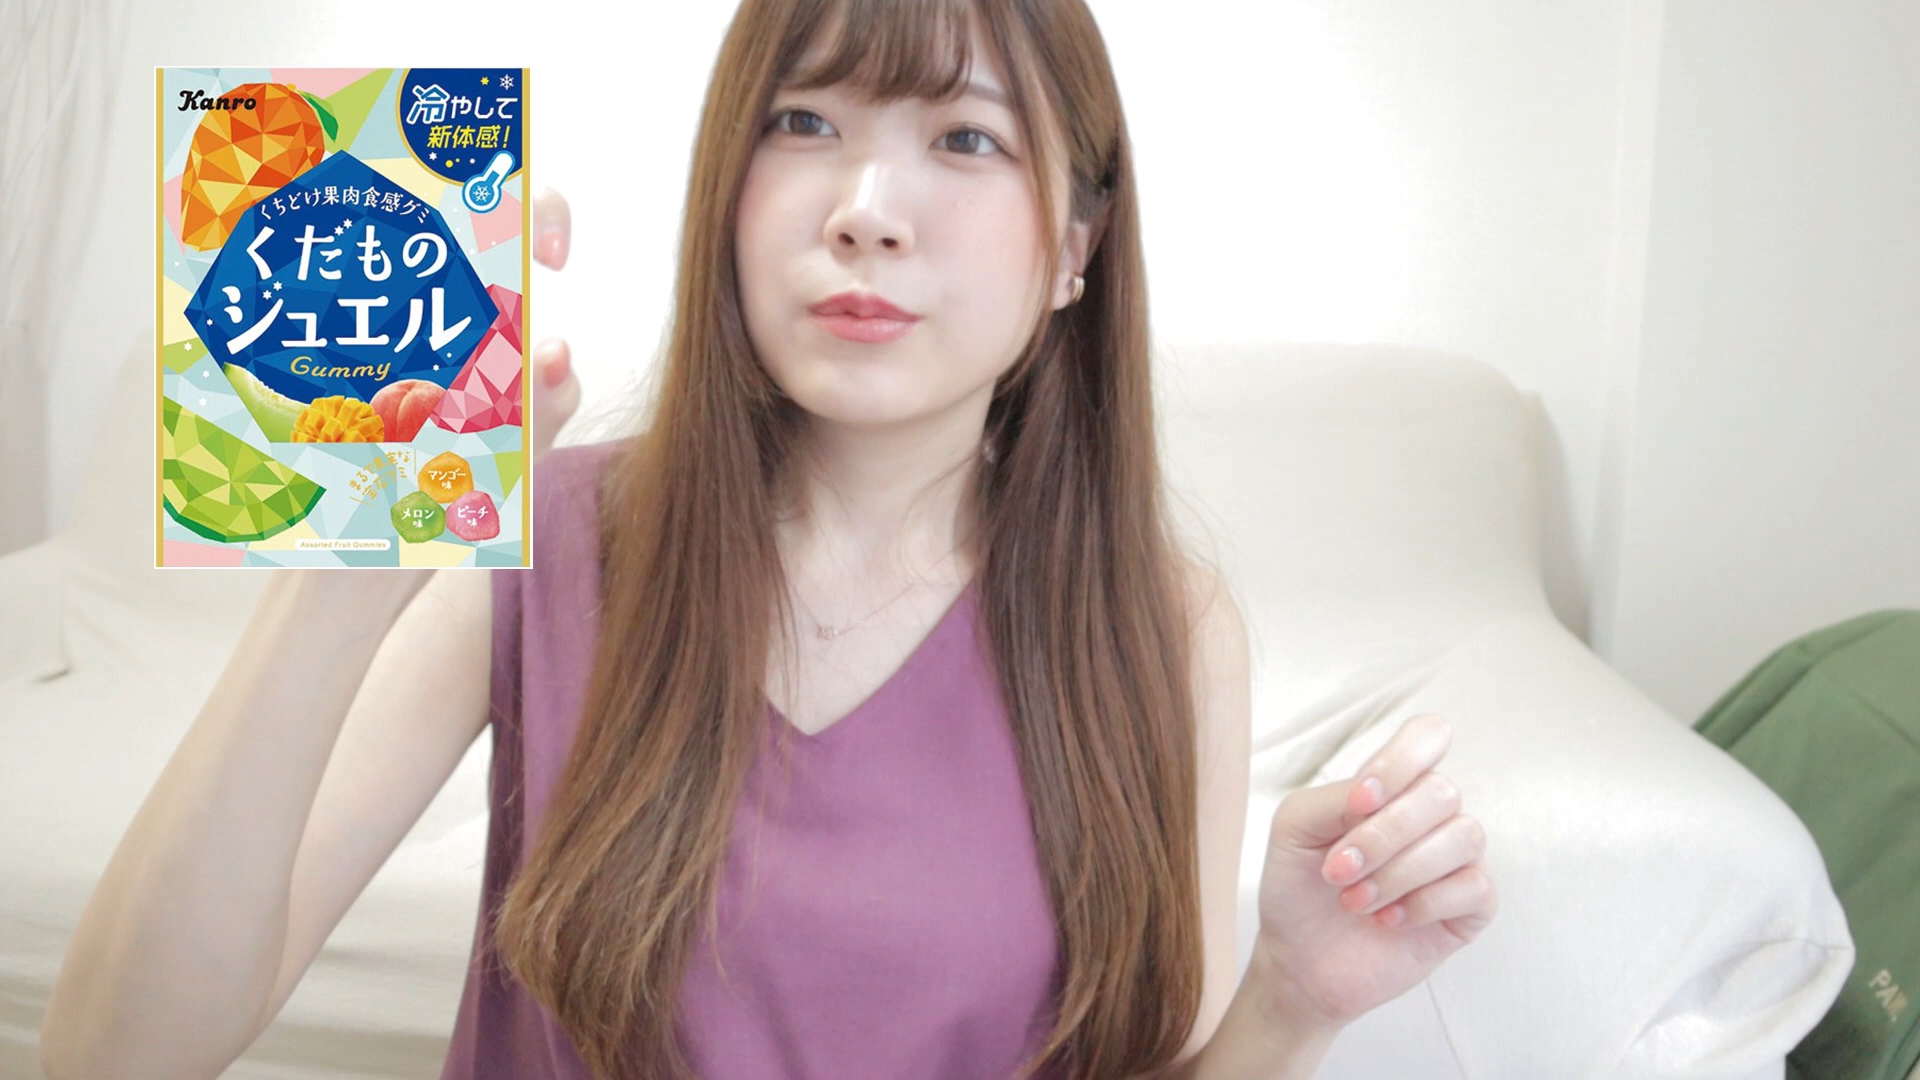 Kanro
冷やして
新体感!
くちどけ果肉食感グミ
くだもの
ジュエル
Gummy
マンゴー
味
メロン
味
ピーチ
味
Assorted Fruit Gummies